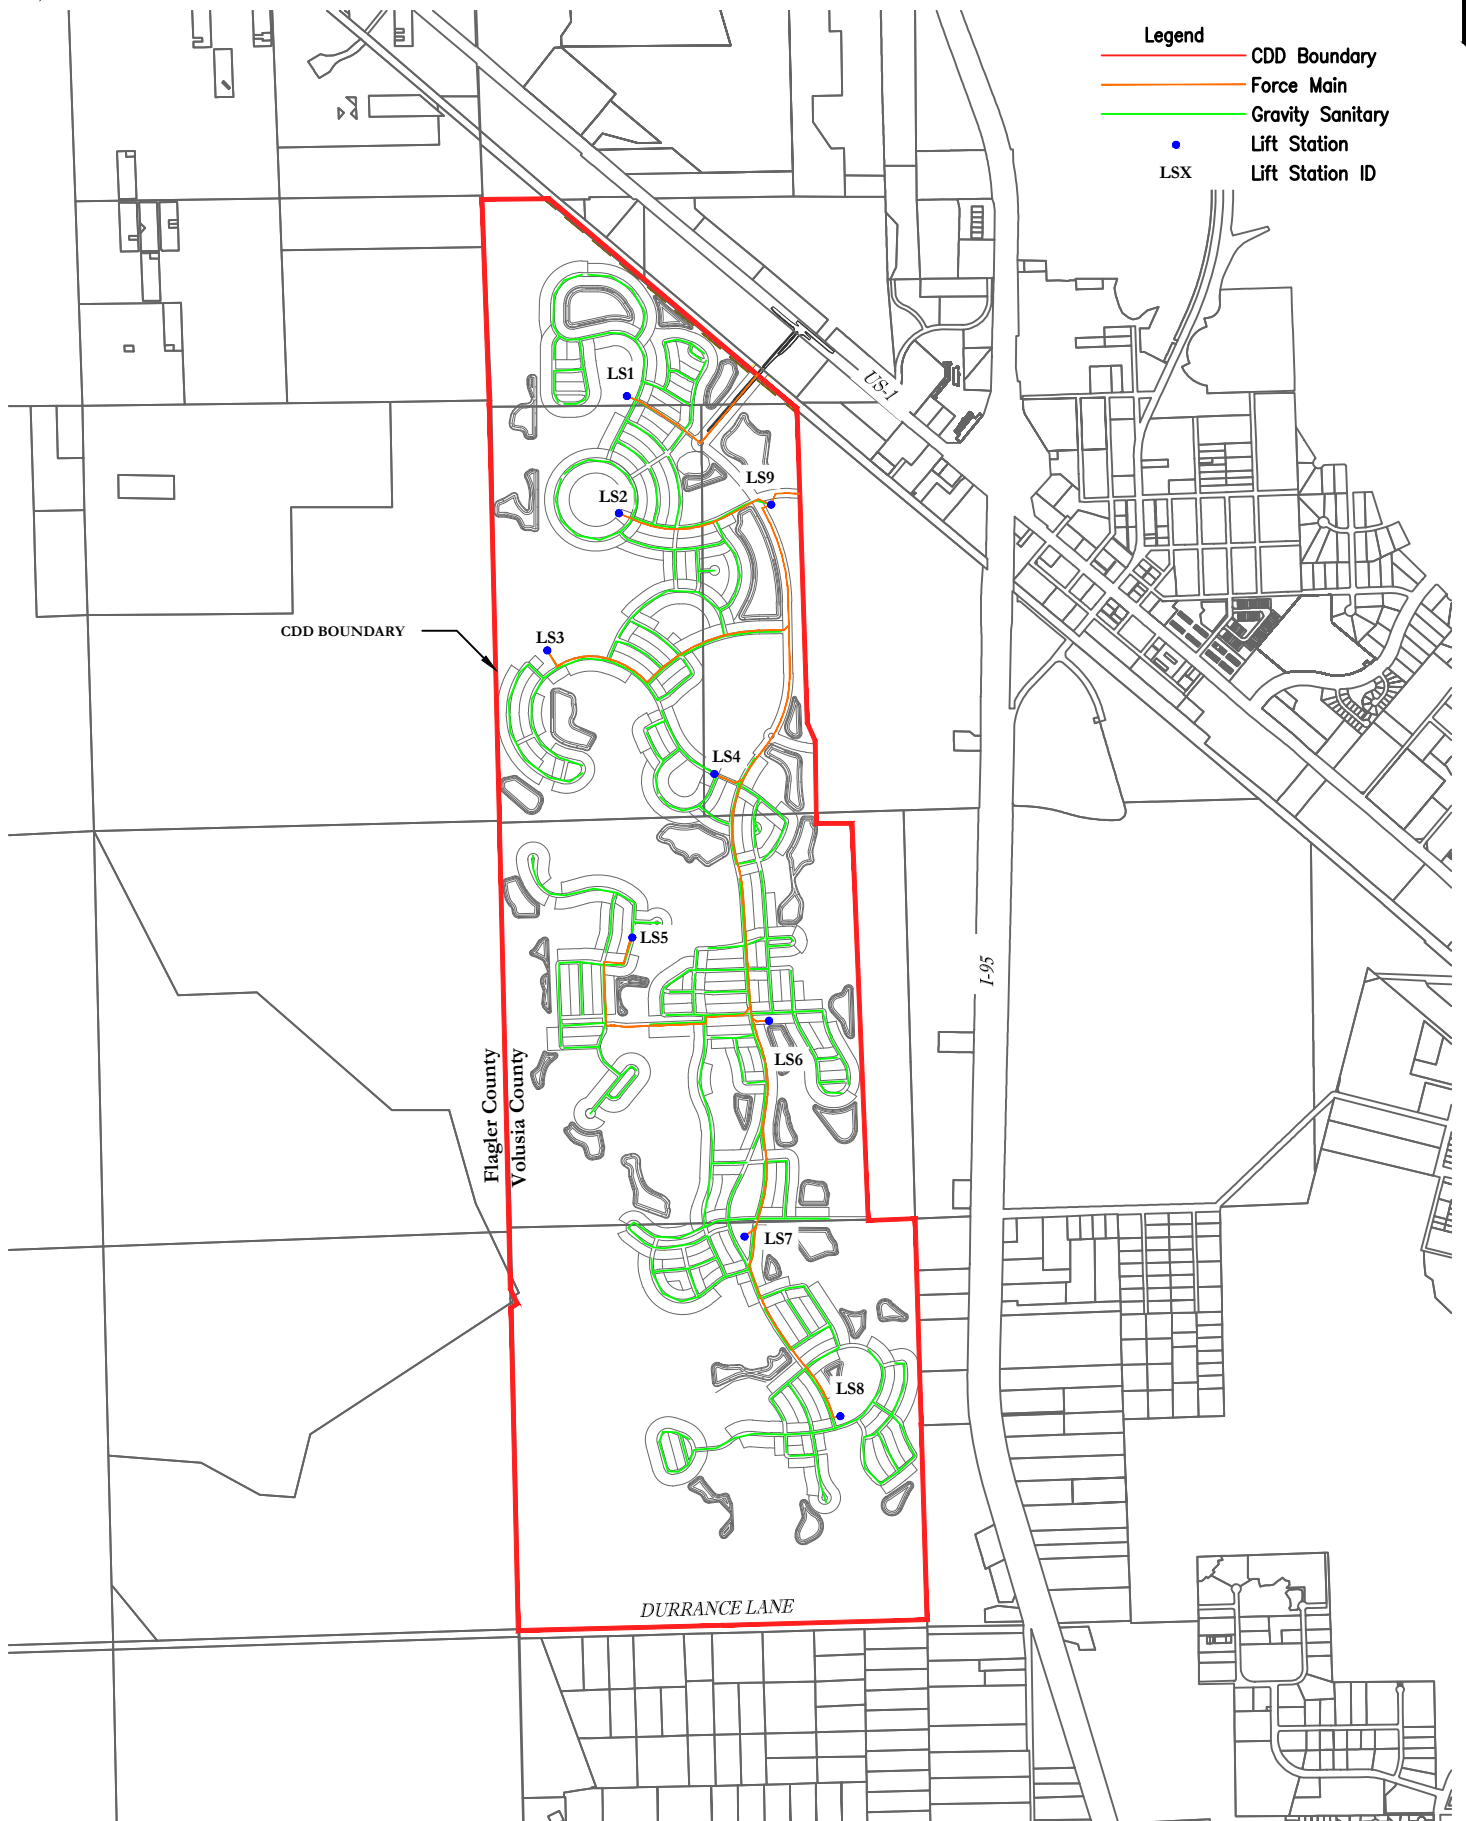 Legend
CDD Boundary
Force Main
Gravity Sanitary
Lift Station
LSX Lift Station ID
LS1
US-1
LS9
LS2
CDD BOUNDARY
LS3
LS4
LS5
I-95
LS6
Flagler County
Volusia County
LS7
LS8
DURRANCE LANE